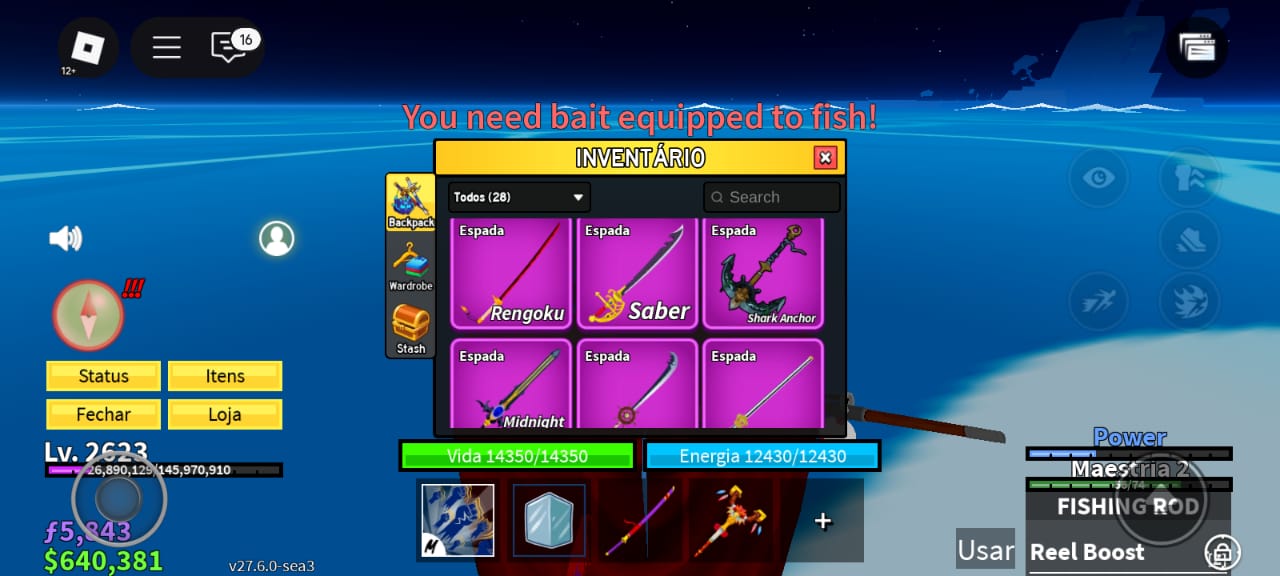 16
12+
You need bait equipped to fish!
INVENTÁRIO
Todos (28)
Search
Backpack
Wardrobe
Stash
Espada
Rengoku
Espada
Saber
Espada
Shark Anchor
Espada
Midnight
Espada
Espada
!!!
Status
Itens
Fechar
Loja
Lv. 2623
26,890,129/145,970,910
ƒ5,843
$640,381
v27.6.0-sea3
Vida 14350/14350
Energia 12430/12430
M
+
Power
Maestria 2
FISHING ROD
Usar
Reel Boost